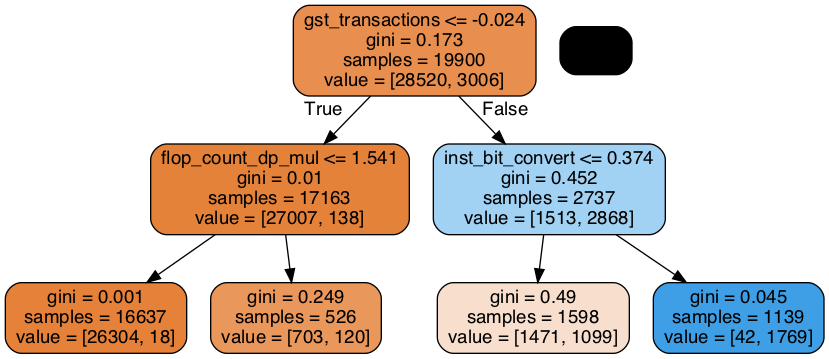 gst_transactions <= -0.024
gini = 0.173
samples = 19900
value = [28520, 3006]
True
False
flop_count_dp_mul <= 1.541
gini = 0.01
samples = 17163
value = [27007, 138]
inst_bit_convert <= 0.374
gini = 0.452
samples = 2737
value = [1513, 2868]
gini = 0.001
samples = 16637
value = [26304, 18]
gini = 0.249
samples = 526
value = [703, 120]
gini = 0.49
samples = 1598
value = [1471, 1099]
gini = 0.045
samples = 1139
value = [42, 1769]